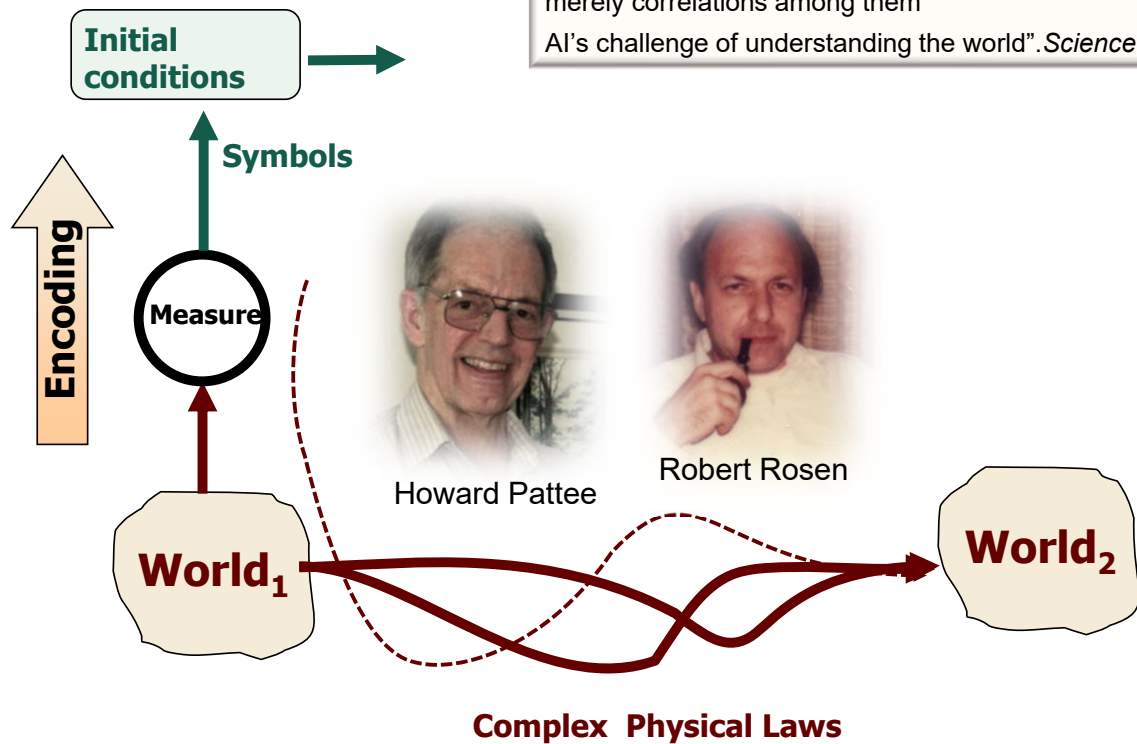 merely correlations among them
AI's challenge of understanding the world".Science
Initial
conditions
Symbols
Encoding
Measure
Howard Pattee
Robert Rosen
World₁
World₂
Complex Physical Laws